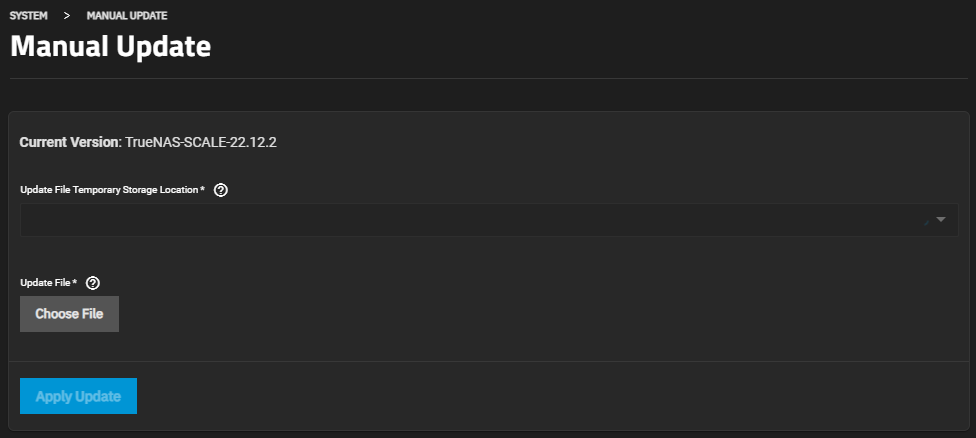 SYSTEM > MANUAL UPDATE
Manual Update
Current Version: TrueNAS-SCALE-22.12.2
Update File Temporary Storage Location *
Update File *
Choose File
Apply Update